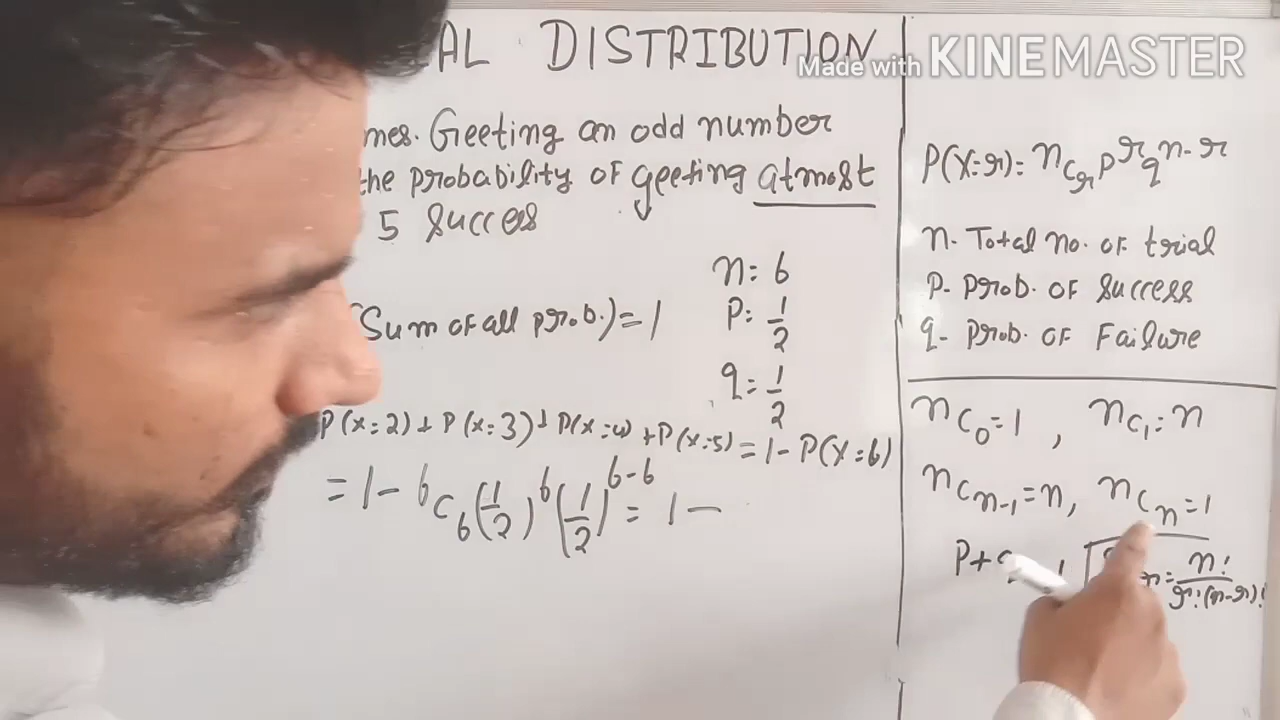 AL DISTRIBUTION
Made with KINEMASTER
mes. Greeting an odd number
the probability of geeting atmost
5 Succes
n= 6
(Sum of all prob.) = 1
P= 1/2
q= 1/2
P(x=2) + P(x=3) + P(x=4) + P(x=5) = 1 - P(X=6)
= 1 - 6C6 (1/2)^6 (1/2)^6-6 = 1 -
P(X=r)= nCr p^r q^n-r
n- Total no. of trial
P- Prob. of Success
q- Prob. of Failure
nC0=1 , nC1=n
nCn-1=n, nCn=1
P+ 1
= n!/r!(n-r)!